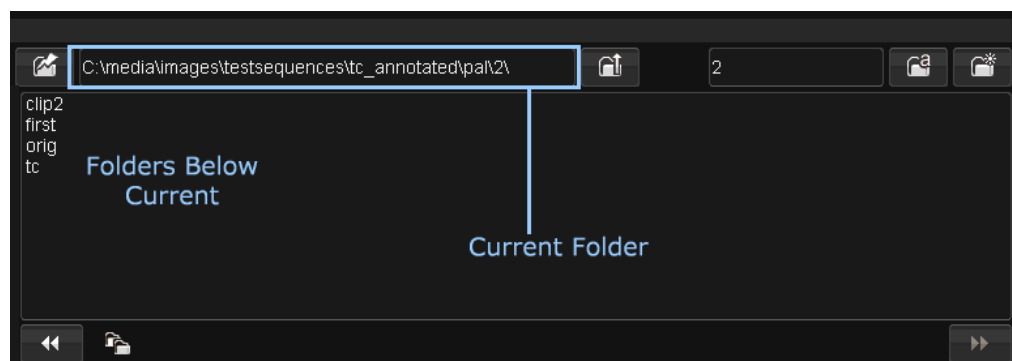 C:\media\images\testsequences\tc_annotated\pal\2\
2
a
clip2
first
orig
tc
Folders Below
Current
Current Folder